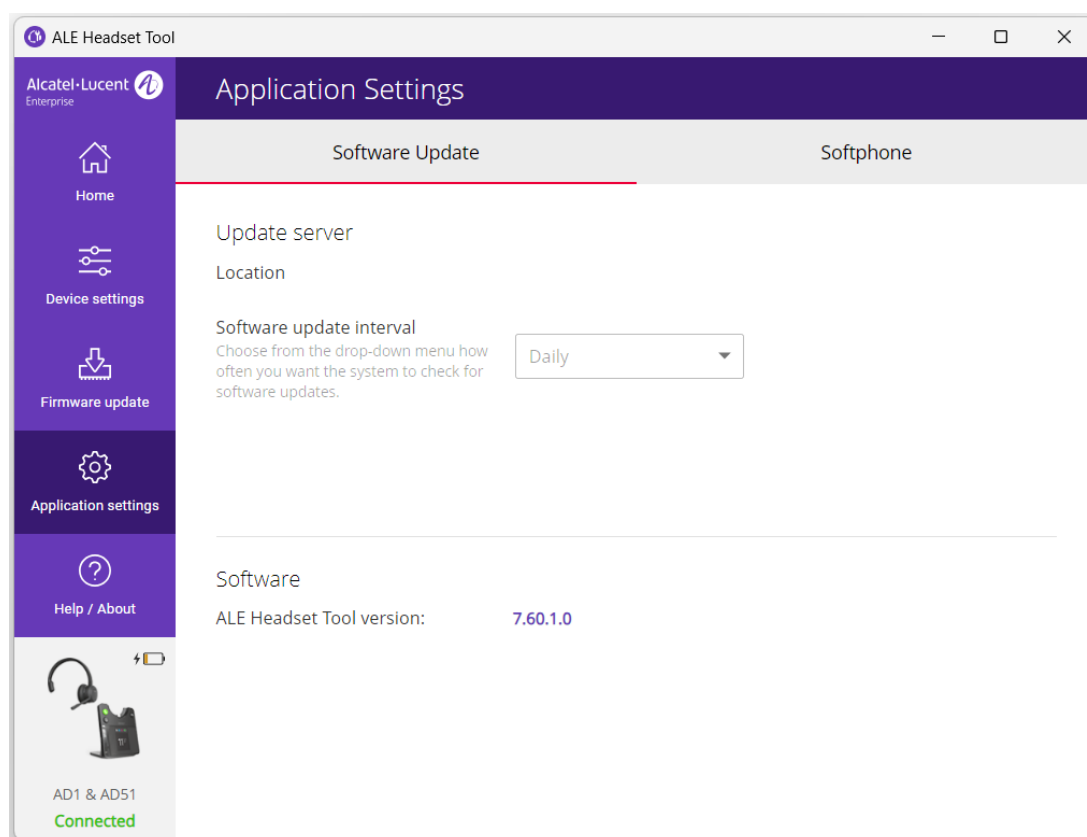 ALE Headset Tool
Alcatel·Lucent
Enterprise
Application Settings
Home
Device settings
Firmware update
Application settings
Help / About
AD1 & AD51
Connected
Software Update
Softphone
Update server
Location
Software update interval
Choose from the drop-down menu how
often you want the system to check for
software updates.
Daily
Software
ALE Headset Tool version: 7.60.1.0